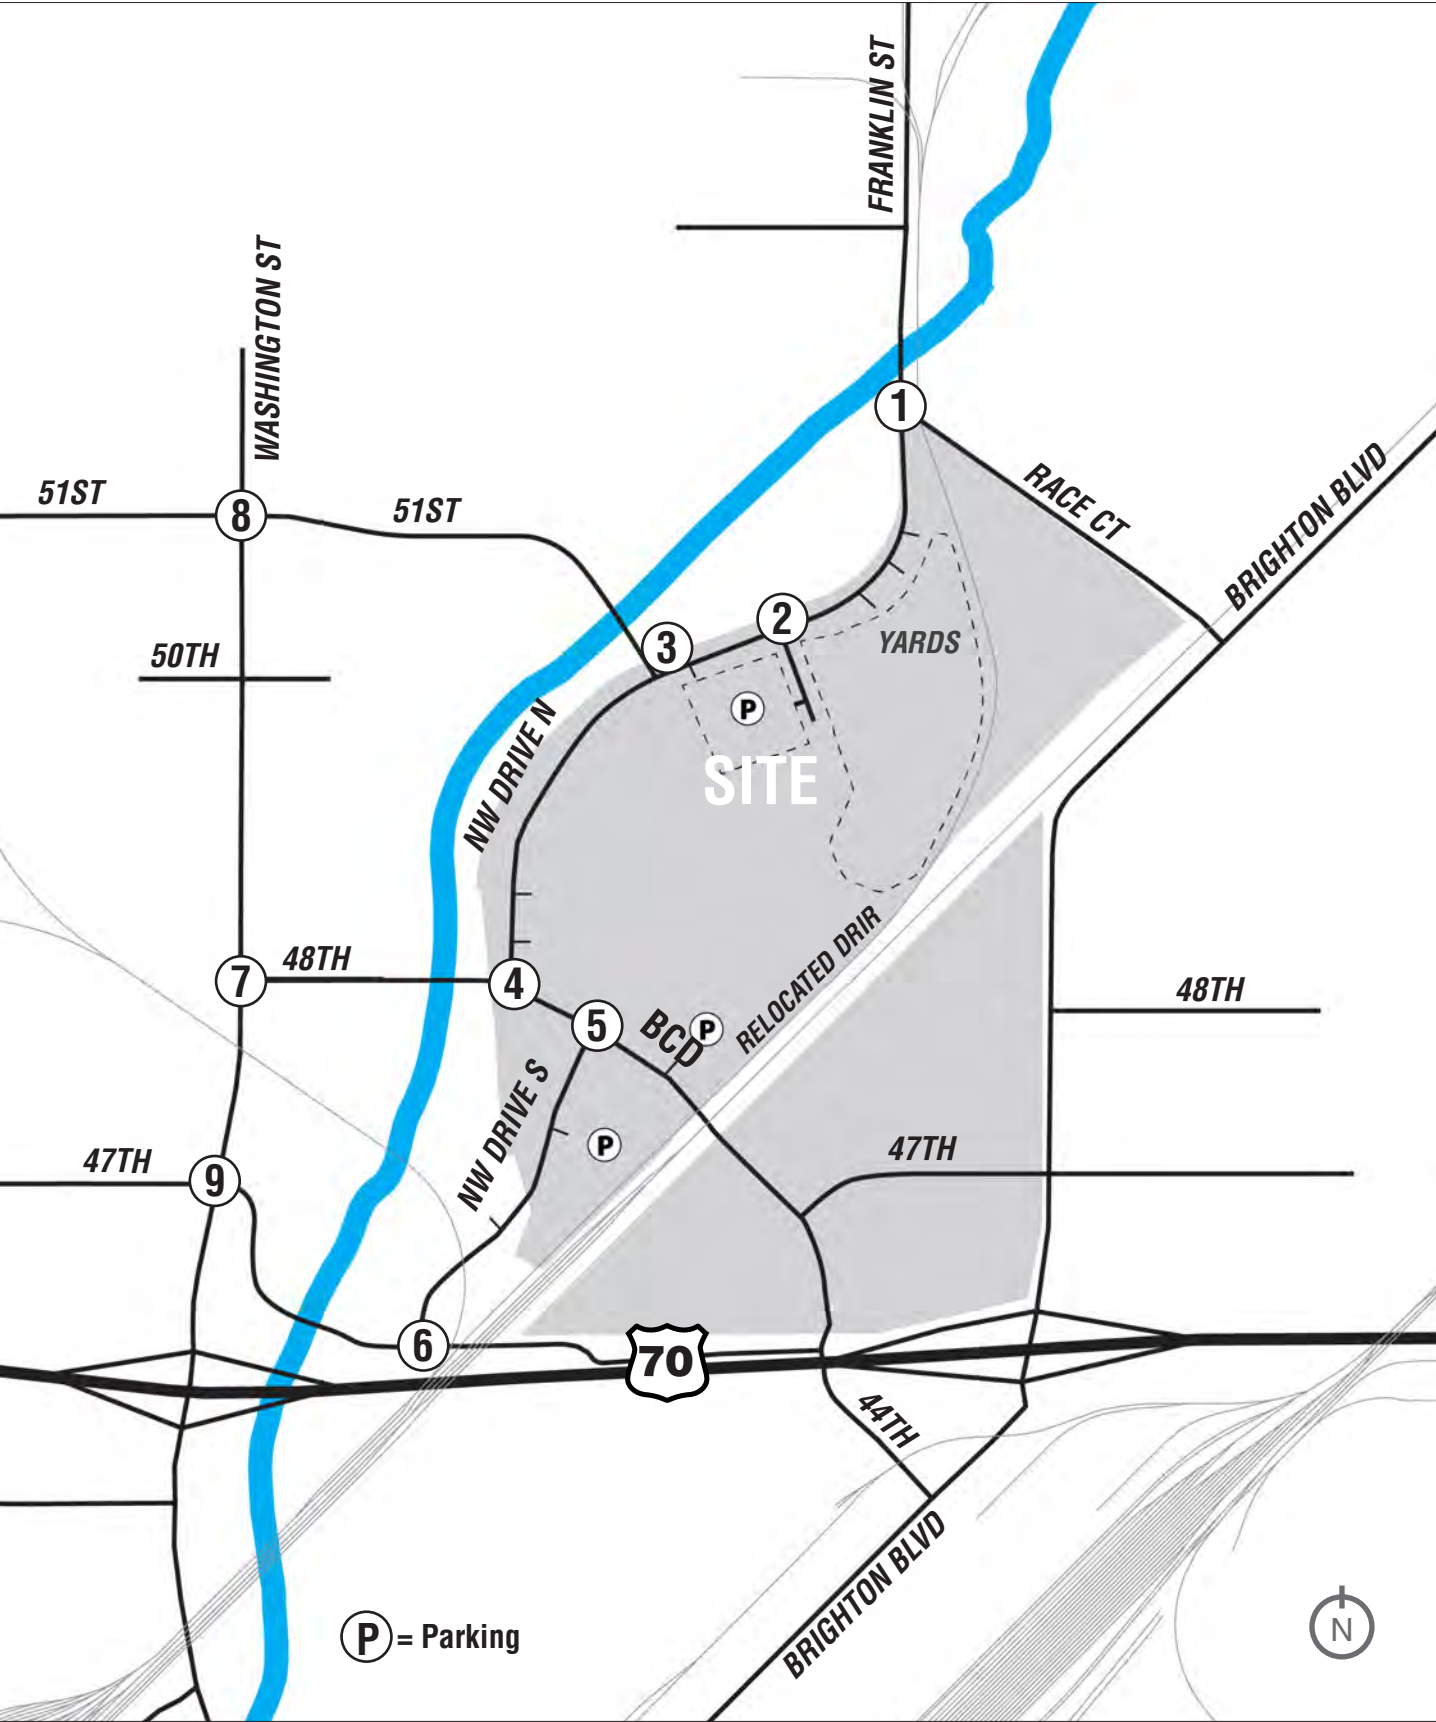 FRANKLIN ST
WASHINGTON ST
1
51ST
8
51ST
RACE CT
BRIGHTON BLVD
2
3
YARDS
50TH
P
NW DRIVE N
SITE
RELOCATED DRIR
7
48TH
4
48TH
5
BCD
P
NW DRIVE S
P
47TH
47TH
9
6
70
44TH
BRIGHTON BLVD
P = Parking
N